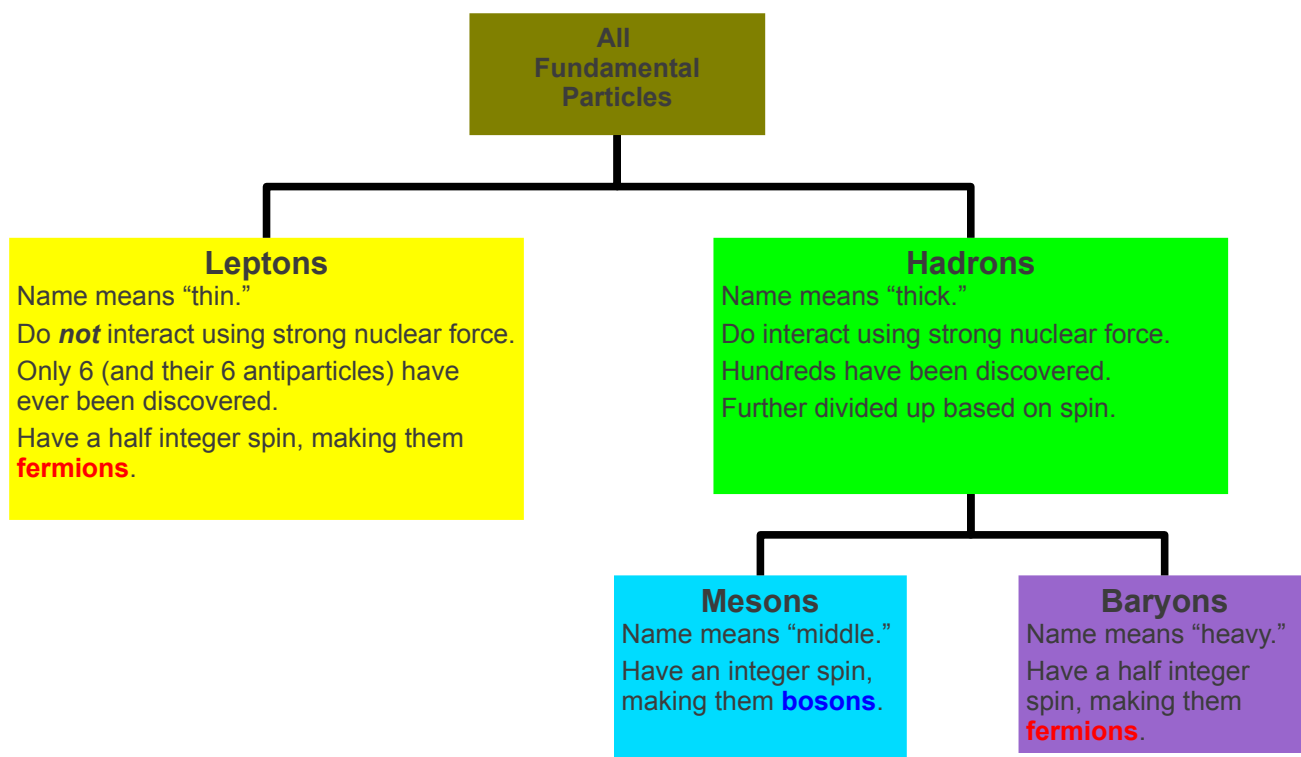 All
Fundamental
Particles
Leptons
Name means “thin.”
Do not interact using strong nuclear force.
Only 6 (and their 6 antiparticles) have
ever been discovered.
Have a half integer spin, making them
fermions.
Hadrons
Name means “thick.”
Do interact using strong nuclear force.
Hundreds have been discovered.
Further divided up based on spin.
Mesons
Name means “middle.”
Have an integer spin,
making them bosons.
Baryons
Name means “heavy.”
Have a half integer
spin, making them
fermions.